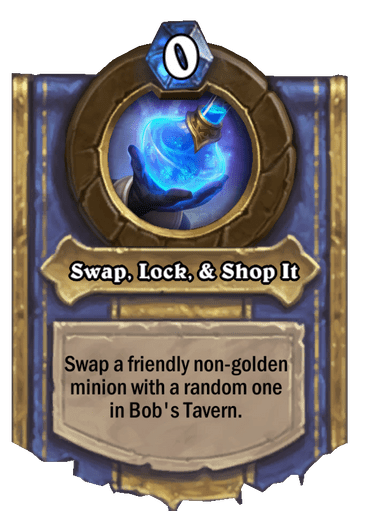 0
Swap, Lock, & Shop It
Swap a friendly non-golden
minion with a random one
in Bob's Tavern.